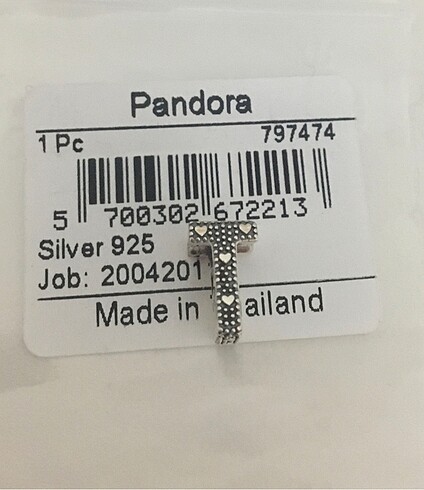 Pandora
1 Pc 797474
5 700302 672213
Silver 925
Job: 2004201
Made in ailand
T